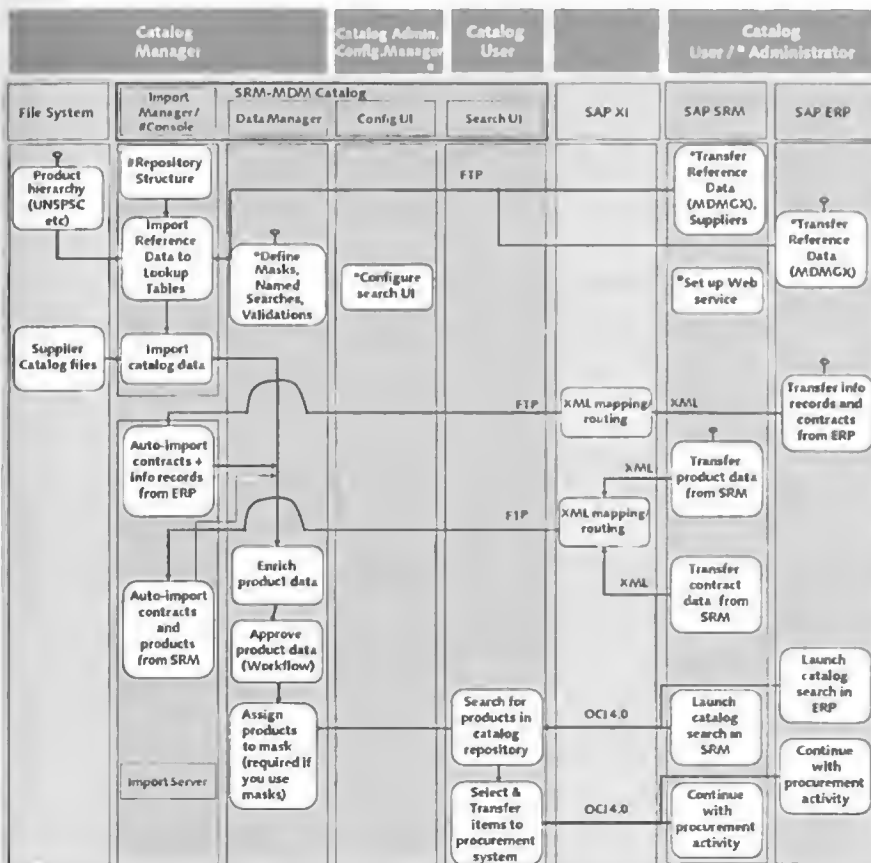 Catalog
Manager
Catalog Admin.
Config.Manager
*
Catalog
User
Catalog
User / * Administrator
File System
SRM-MDM Catalog
Import
Manager/
#Console
Data Manager
Config UI
Search UI
SAP XI
SAP SRM
SAP ERP
Product
hierarchy
(UNSPSC
etc)
#Repository
Structure
FTP
*Transfer
Reference
Data
(MDMGX),
Suppliers
Import
Reference
Data to
Lookup
Tables
*Define
Masks,
Named
Searches,
Validations
*Configure
search UI
*Set up Web
service
*Transfer
Reference
Data
(MDMGX)
Supplier
Catalog files
Import
catalog data
FTP
XML mapping/
routing
XML
Transfer info
records and
contracts
from ERP
Auto-import
contracts +
info records
from ERP
Transfer
product data
from SRM
XML
FTP
XML mapping/
routing
Enrich
product data
XML
Transfer
contract
data from
SRM
Auto-import
contracts
and
products
from SRM
Approve
product data
(Workflow)
Launch
catalog
search in
ERP
Assign
products
to mask
(required if
you use
masks)
Search for
products in
catalog
repository
OCI 4.0
Launch
catalog
search in
SRM
Import Server
Continue
with
procurement
activity
Select &
Transfer
items to
procurement
system
OCI 4.0
Continue
with
procurement
activity